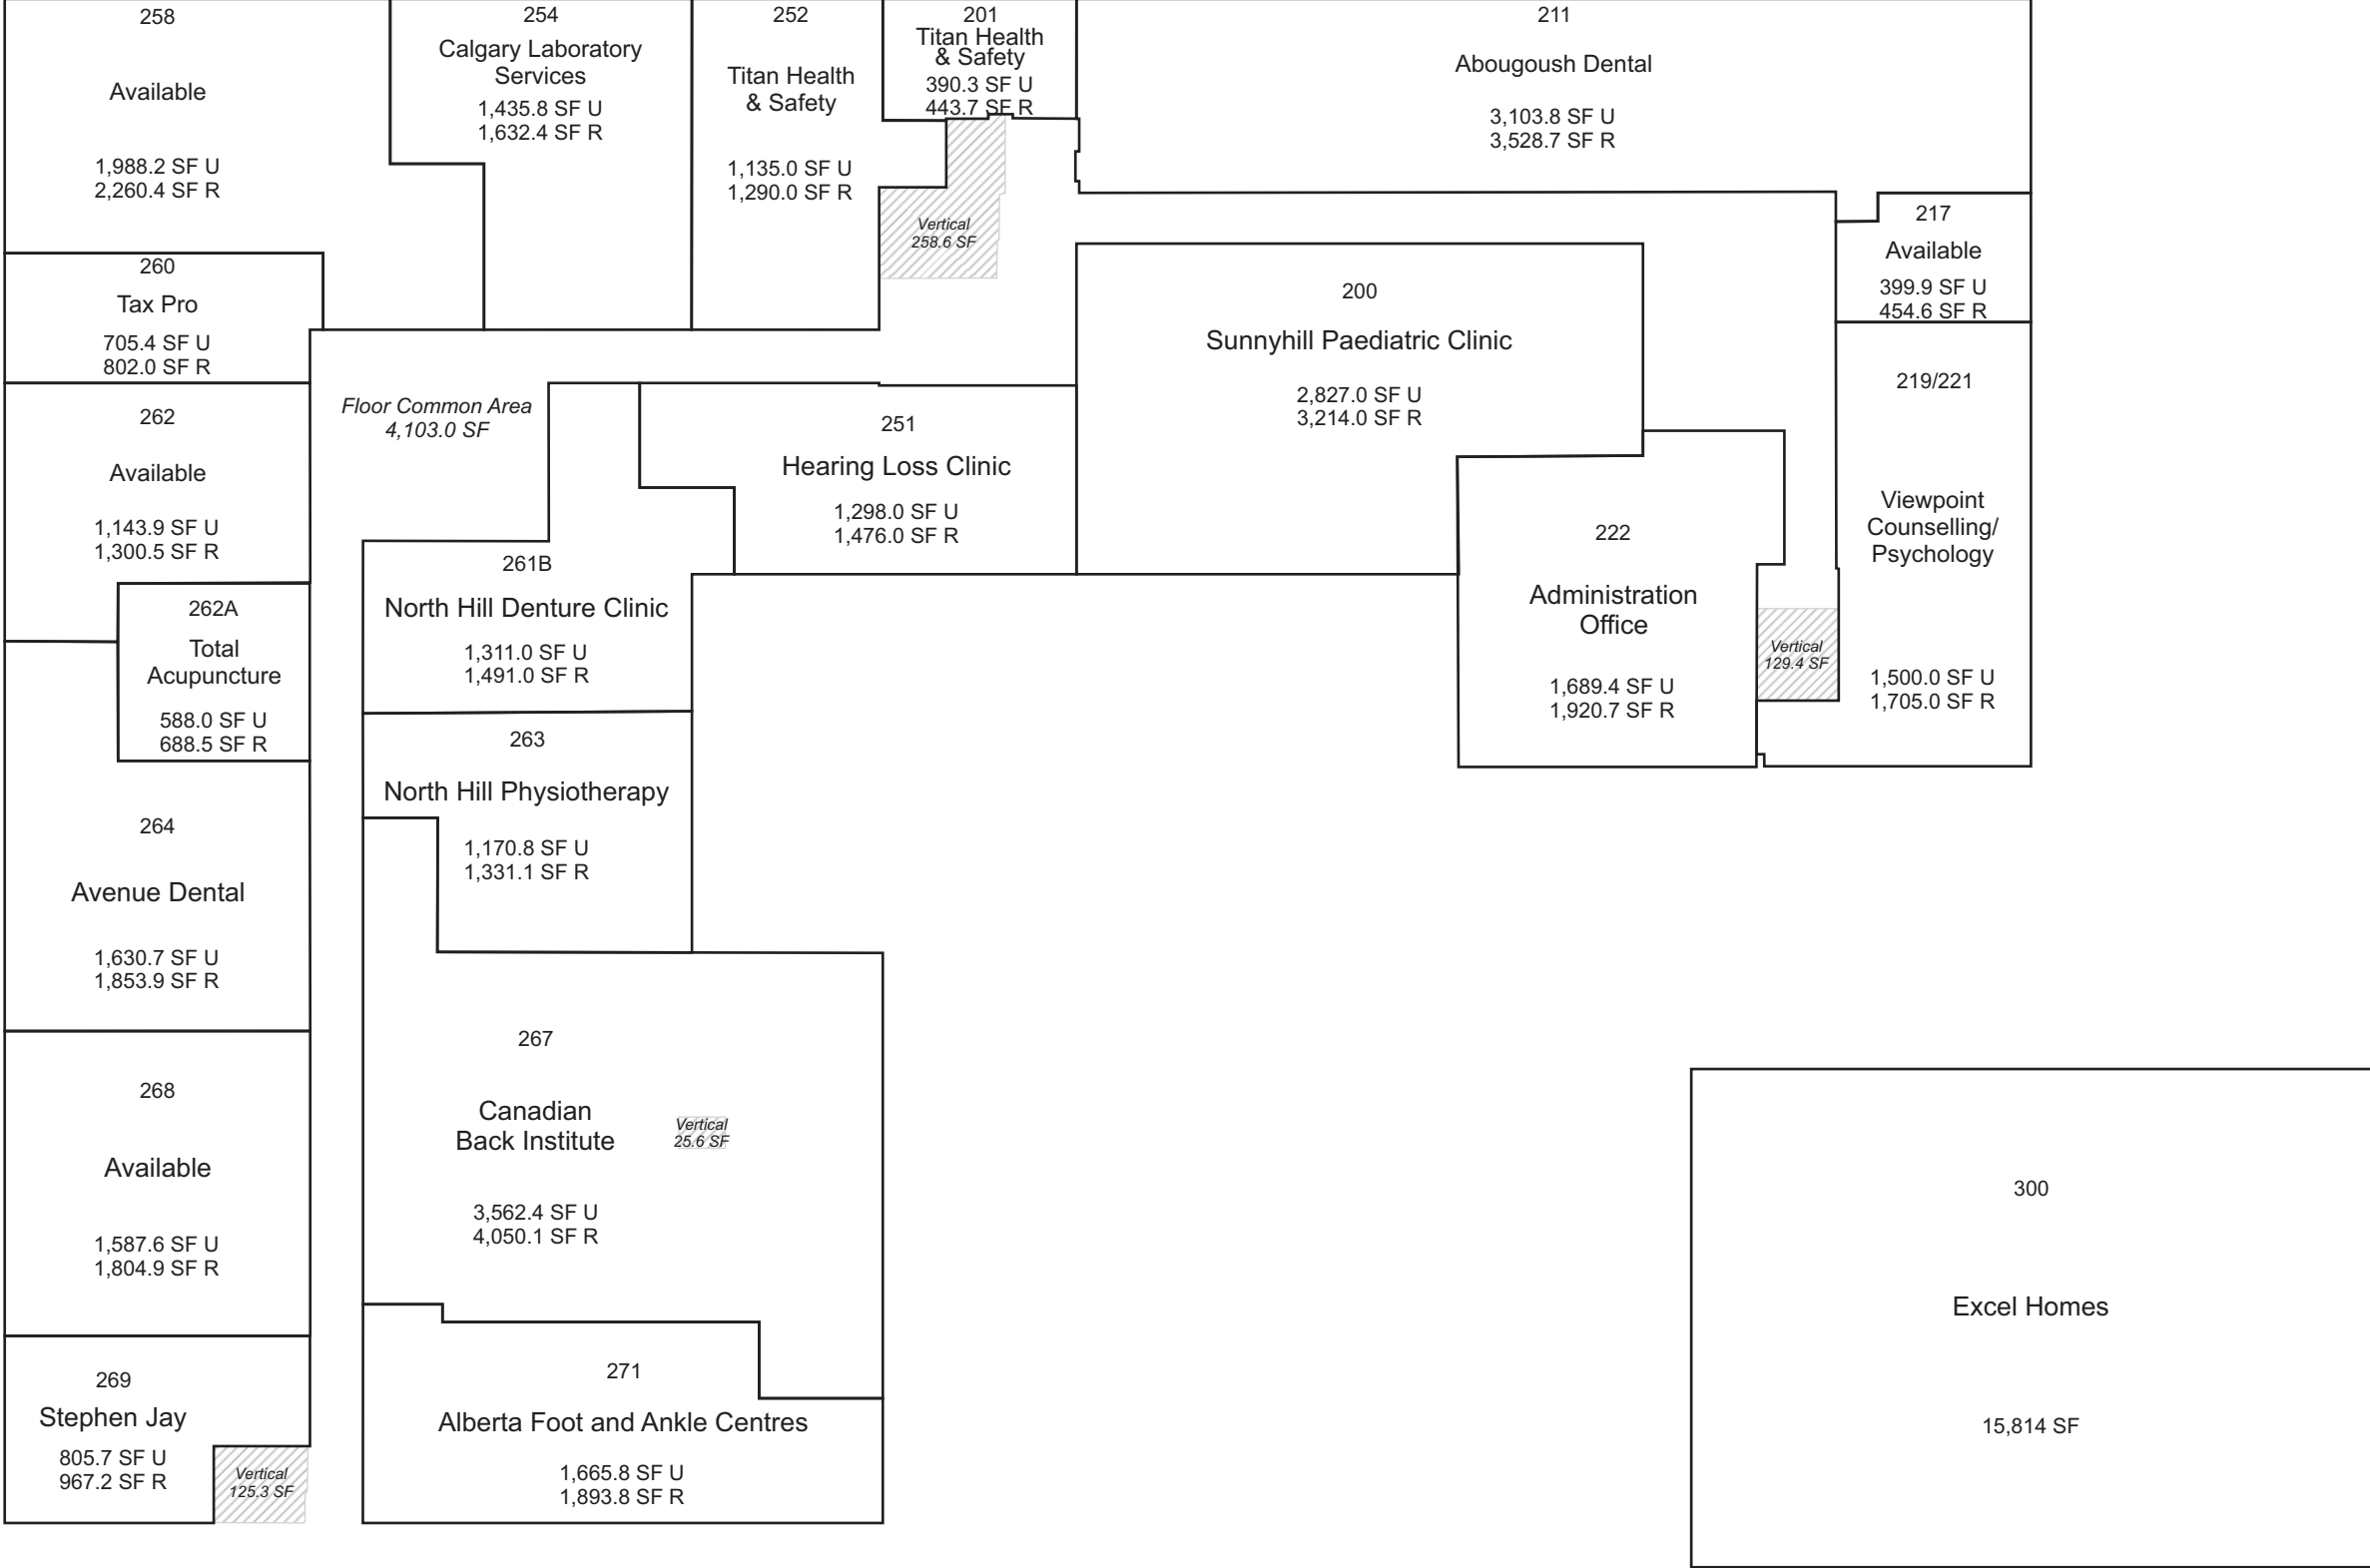 258
Available
1,988.2 SF U
2,260.4 SF R
254
Calgary Laboratory
Services
1,435.8 SF U
1,632.4 SF R
252
Titan Health
& Safety
1,135.0 SF U
1,290.0 SF R
201
Titan Health
& Safety
390.3 SF U
443.7 SF R
211
Abougoush Dental
3,103.8 SF U
3,528.7 SF R
Vertical
258.6 SF
217
Available
399.9 SF U
454.6 SF R
260
Tax Pro
705.4 SF U
802.0 SF R
200
Sunnyhill Paediatric Clinic
2,827.0 SF U
3,214.0 SF R
219/221
Viewpoint
Counselling/
Psychology
1,500.0 SF U
1,705.0 SF R
262
Available
1,143.9 SF U
1,300.5 SF R
Floor Common Area
4,103.0 SF
251
Hearing Loss Clinic
1,298.0 SF U
1,476.0 SF R
222
Administration
Office
1,689.4 SF U
1,920.7 SF R
Vertical
129.4 SF
261B
North Hill Denture Clinic
1,311.0 SF U
1,491.0 SF R
262A
Total
Acupuncture
588.0 SF U
688.5 SF R
263
North Hill Physiotherapy
1,170.8 SF U
1,331.1 SF R
264
Avenue Dental
1,630.7 SF U
1,853.9 SF R
267
Canadian
Back Institute
3,562.4 SF U
4,050.1 SF R
Vertical
25.6 SF
268
Available
1,587.6 SF U
1,804.9 SF R
300
Excel Homes
15,814 SF
269
Stephen Jay
805.7 SF U
967.2 SF R
Vertical
125.3 SF
271
Alberta Foot and Ankle Centres
1,665.8 SF U
1,893.8 SF R